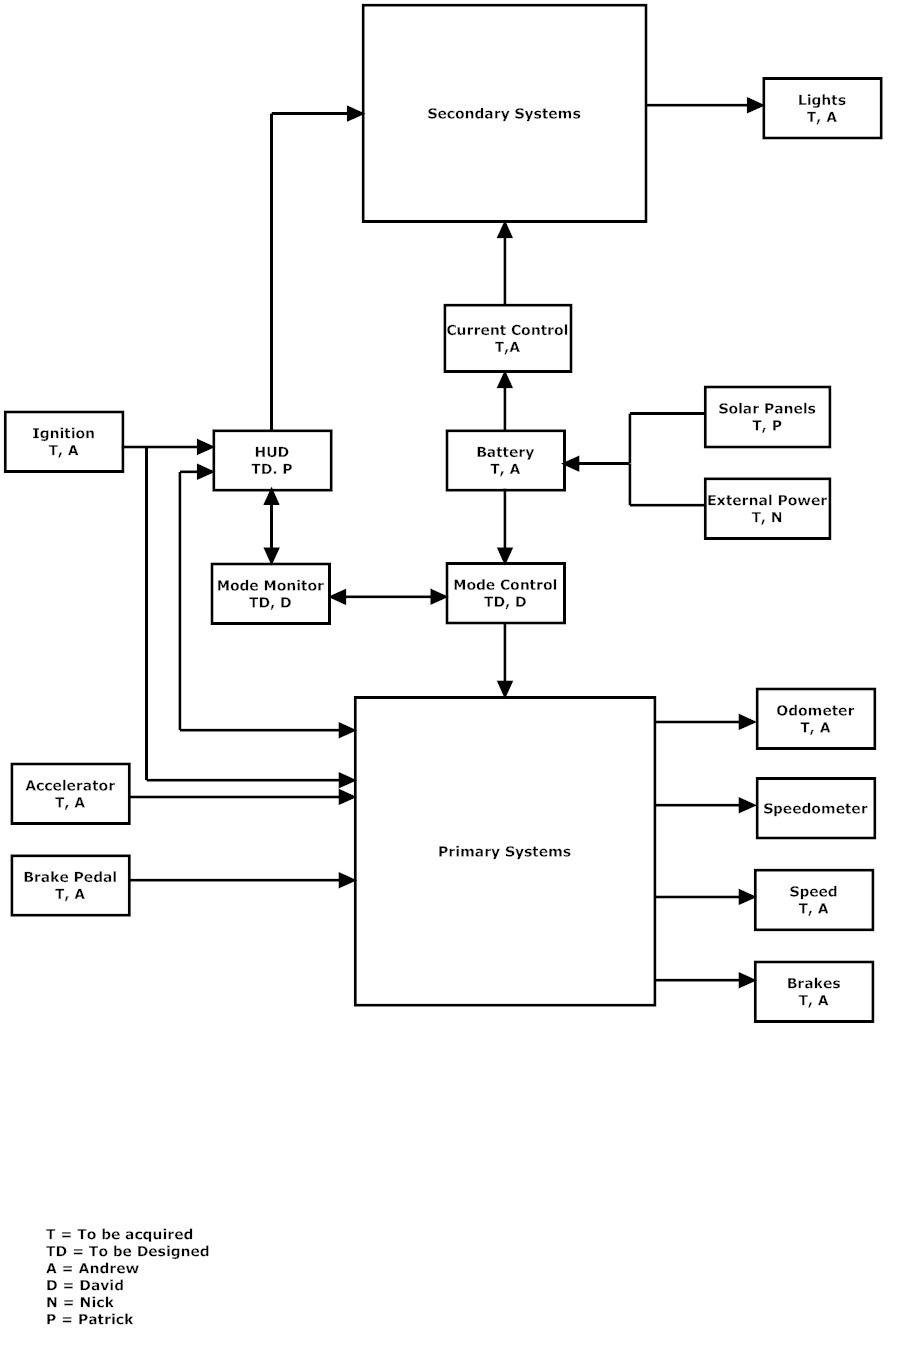 Secondary Systems
Lights
T, A
Current Control
T,A
Solar Panels
T, P
Ignition
T, A
HUD
TD. P
Battery
T, A
External Power
T, N
Mode Monitor
TD, D
Mode Control
TD, D
Odometer
T, A
Accelerator
T, A
Speedometer
Primary Systems
Brake Pedal
T, A
Speed
T, A
Brakes
T, A
T = To be acquired
TD = To be Designed
A = Andrew
D = David
N = Nick
P = Patrick